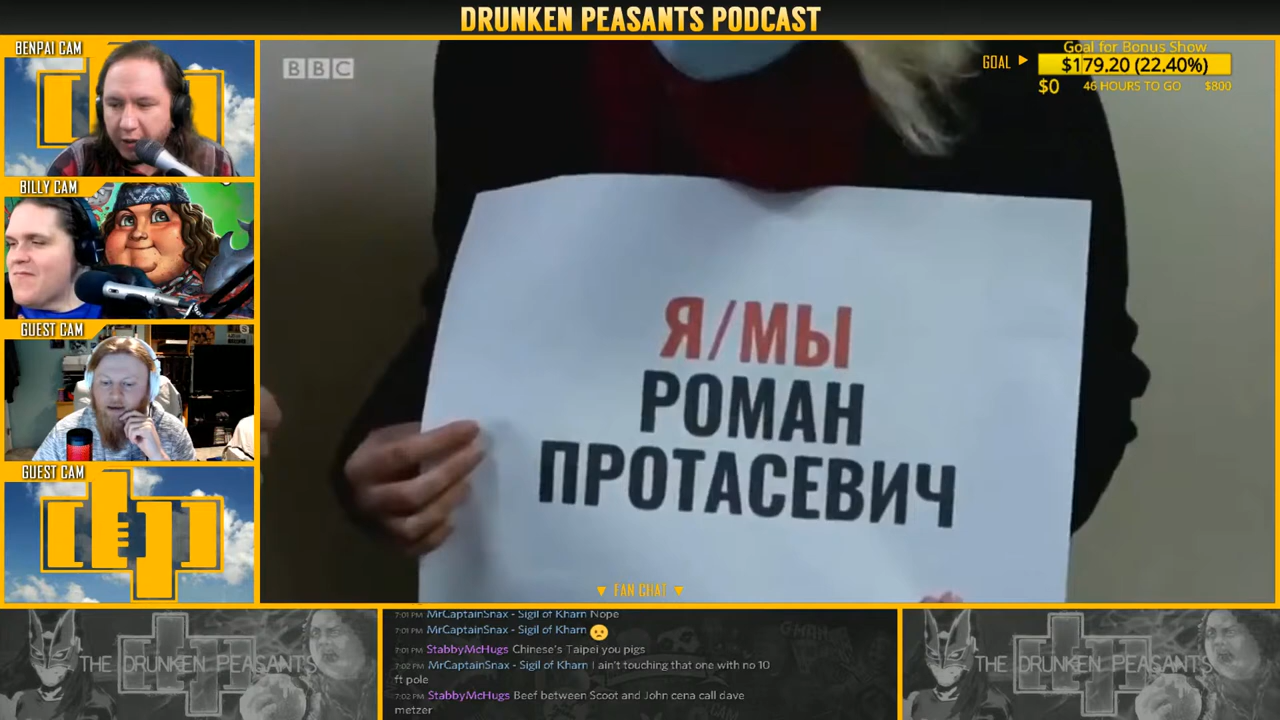 DRUNKEN PEASANTS PODCAST
BENPAI CAM
BILLY CAM
GUEST CAM
GUEST CAM
BBC
Goal for Bonus Show
GOAL
$179.20 (22.40%)
$0
46 HOURS TO GO
$800
Я/МЫ
РОМАН
ПРОТАСЕВИЧ
FAN CHAT
7:01 PM MrCaptainSnax - Sigil of Kharn Nope
7:01 PM MrCaptainSnax - Sigil of Kharn
7:01 PM StabbyMcHugs Chinese's Taipei you pigs
7:02 PM MrCaptainSnax - Sigil of Kharn I ain't touching that one with no 10
ft pole
7:02 PM StabbyMcHugs Beef between Scoot and John cena call dave
metzer
THE DRUNKEN PEASANTS
THE DRUNKEN PEASANTS